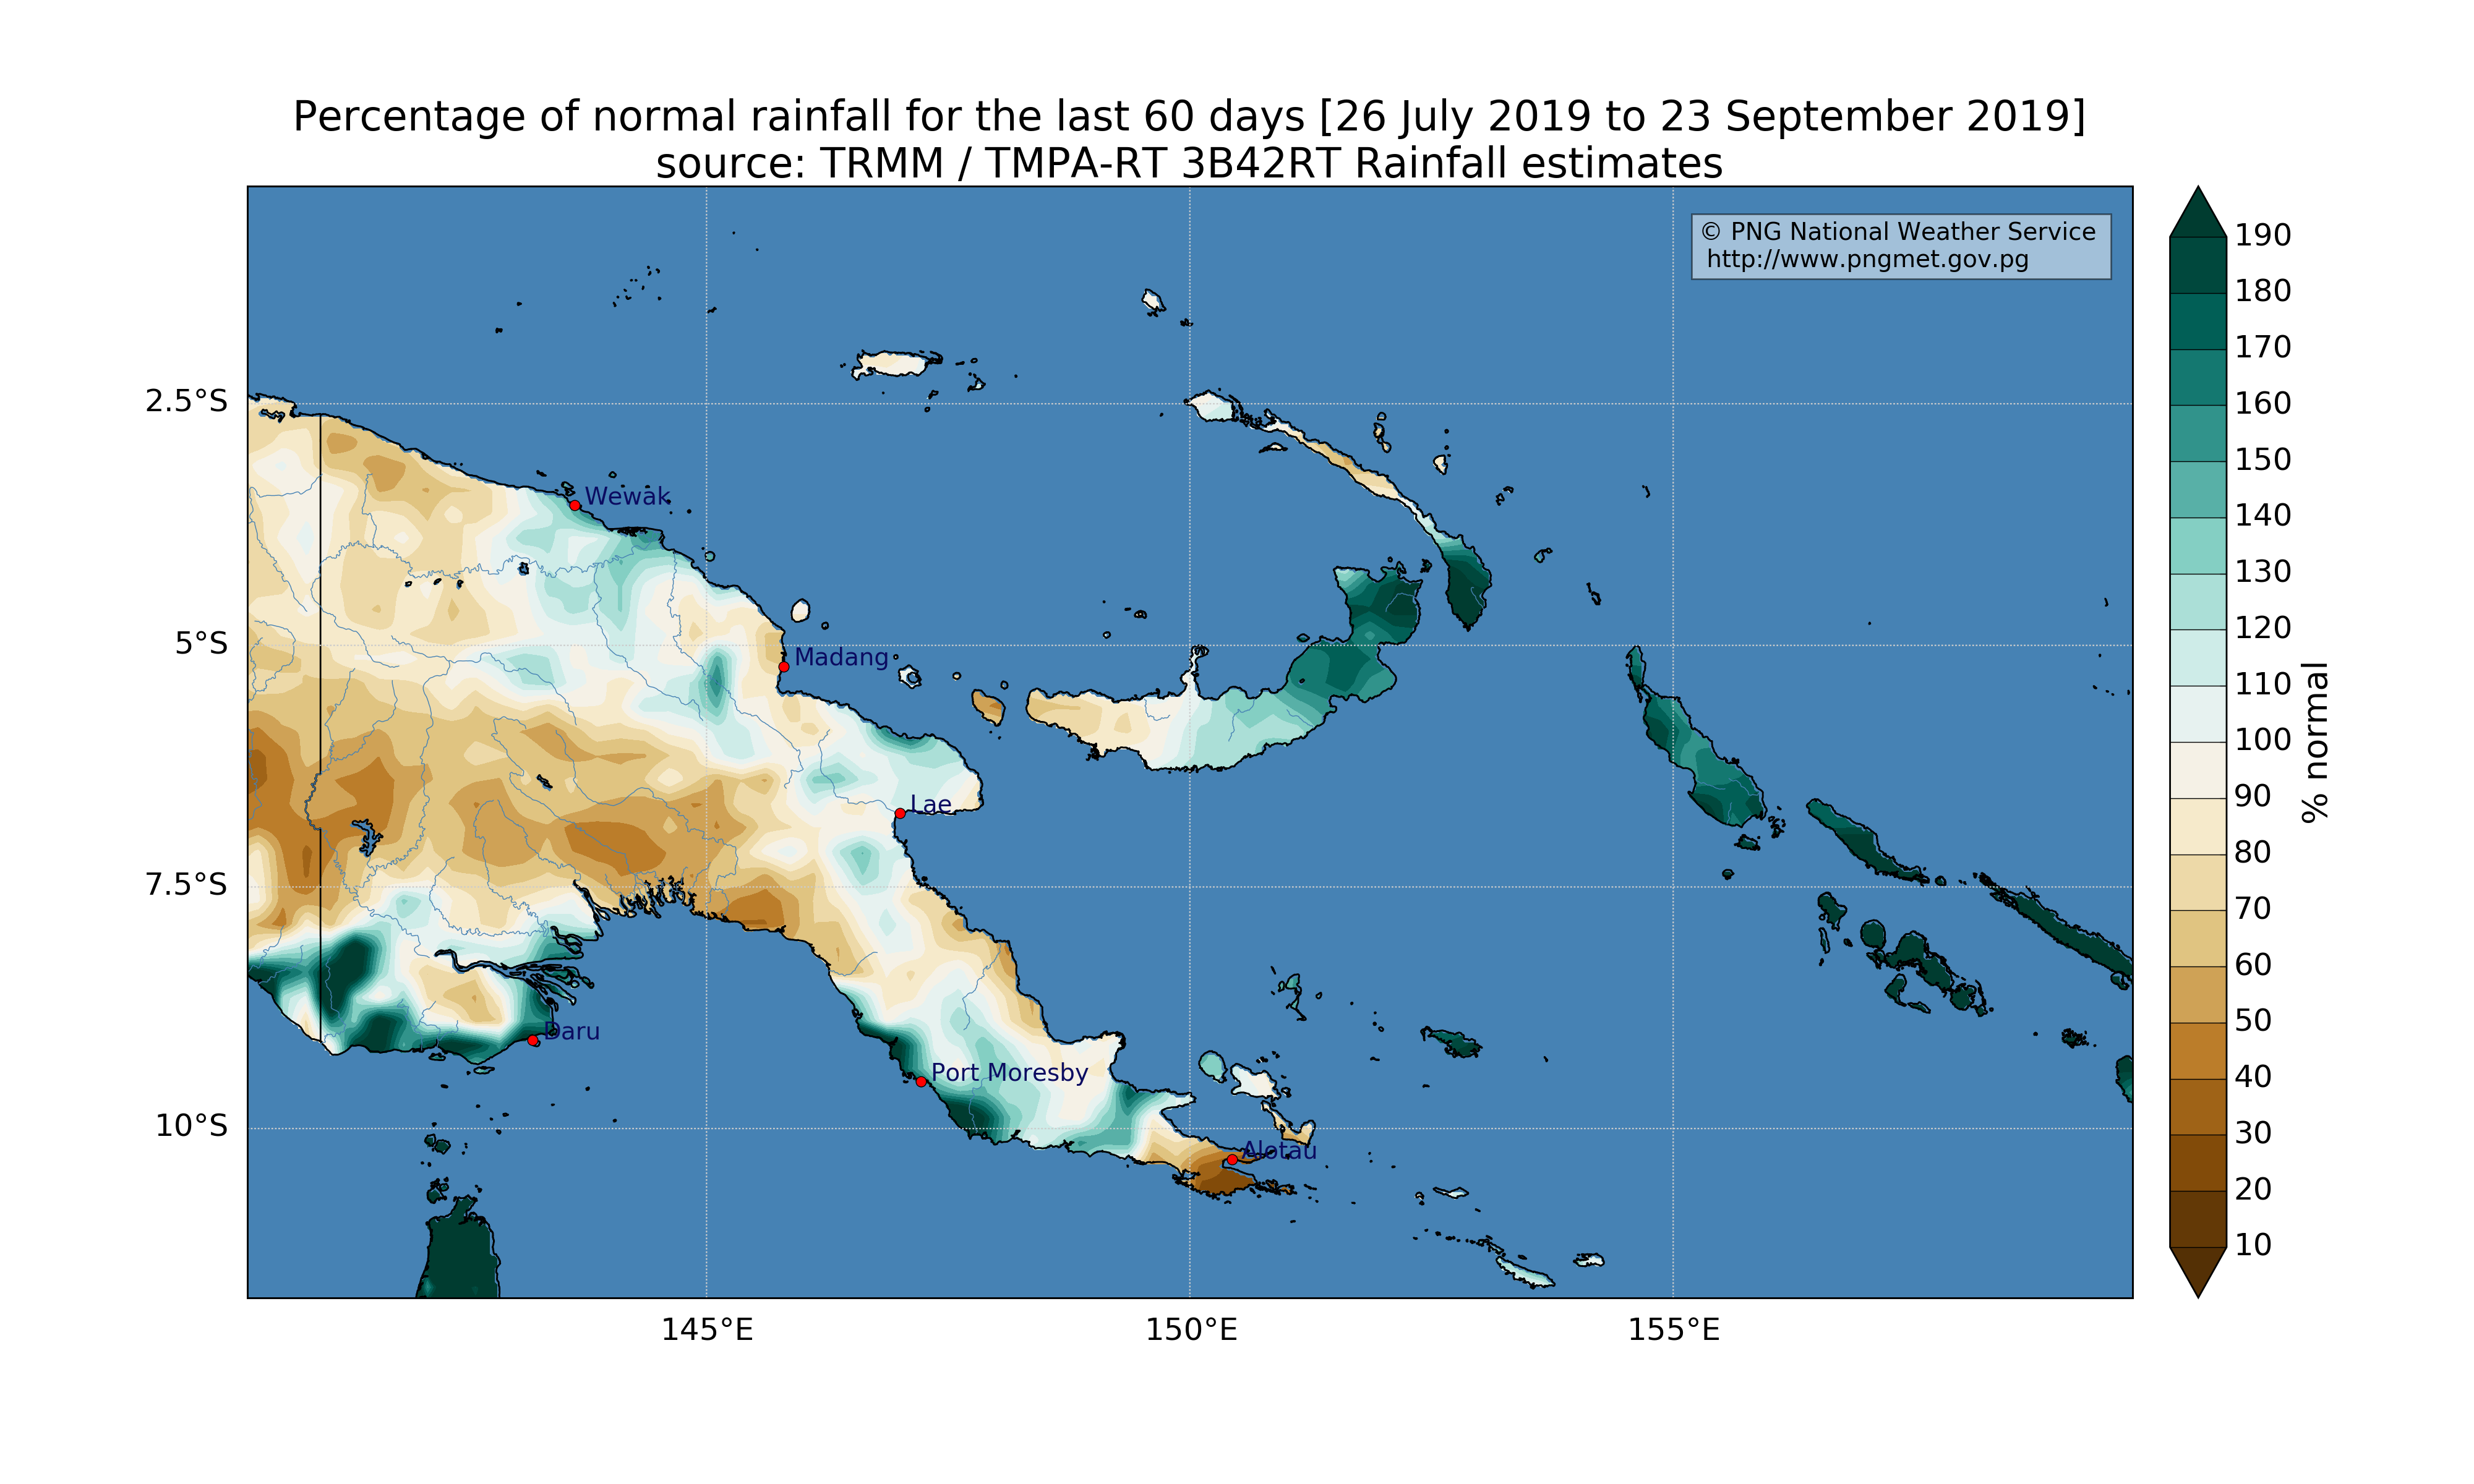 Percentage of normal rainfall for the last 60 days [26 July 2019 to 23 September 2019]
source: TRMM / TMPA-RT 3B42RT Rainfall estimates
© PNG National Weather Service
http://www.pngmet.gov.pg
2.5°S
5°S
7.5°S
10°S
Wewak
Madang
Lae
Daru
Port Moresby
Alotau
145°E
150°E
155°E
190
180
170
160
150
140
130
120
110
100
90
80
70
60
50
40
30
20
10
% normal